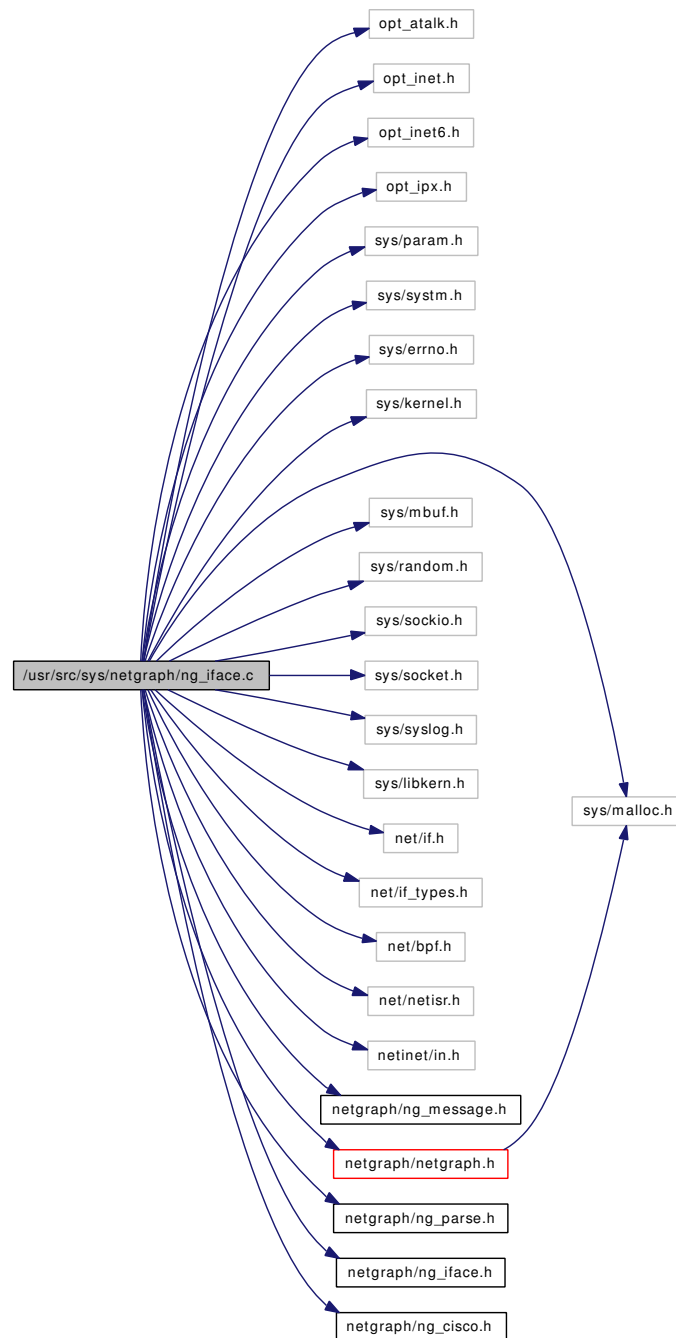 opt_atalk.h
opt_inet.h
opt_inet6.h
opt_ipx.h
sys/param.h
sys/systm.h
sys/errno.h
sys/kernel.h
sys/mbuf.h
sys/random.h
sys/sockio.h
/usr/src/sys/netgraph/ng_iface.c
sys/socket.h
sys/syslog.h
sys/libkern.h
sys/malloc.h
net/if.h
net/if_types.h
net/bpf.h
net/netisr.h
netinet/in.h
netgraph/ng_message.h
netgraph/netgraph.h
netgraph/ng_parse.h
netgraph/ng_iface.h
netgraph/ng_cisco.h